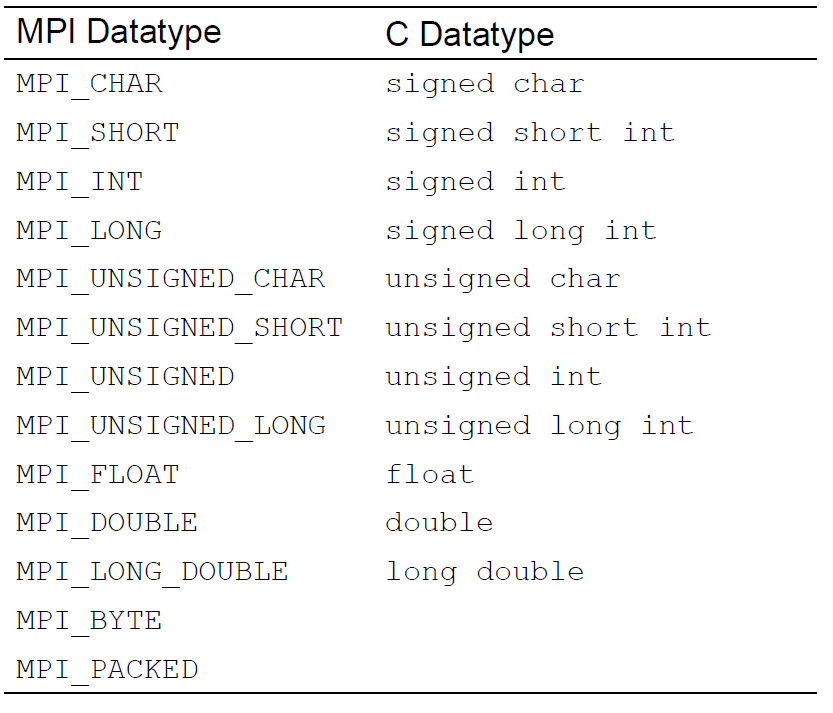 MPI Datatype C Datatype
MPI_CHAR signed char
MPI_SHORT signed short int
MPI_INT signed int
MPI_LONG signed long int
MPI_UNSIGNED_CHAR unsigned char
MPI_UNSIGNED_SHORT unsigned short int
MPI_UNSIGNED unsigned int
MPI_UNSIGNED_LONG unsigned long int
MPI_FLOAT float
MPI_DOUBLE double
MPI_LONG_DOUBLE long double
MPI_BYTE
MPI_PACKED